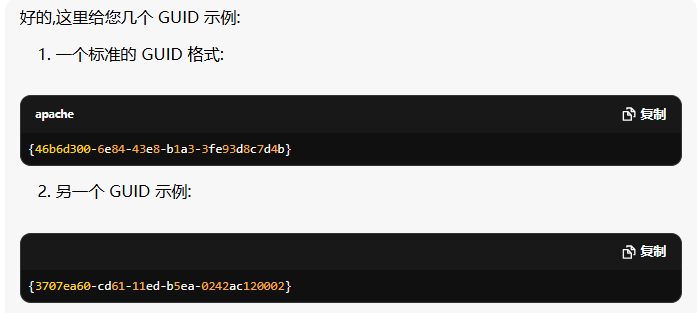 好的,这里给您几个 GUID 示例:
1. 一个标准的 GUID 格式:
apache 复制
{46b6d300-6e84-43e8-b1a3-3fe93d8c7d4b}
2. 另一个 GUID 示例:
复制
{3707ea60-cd61-11ed-b5ea-0242ac120002}